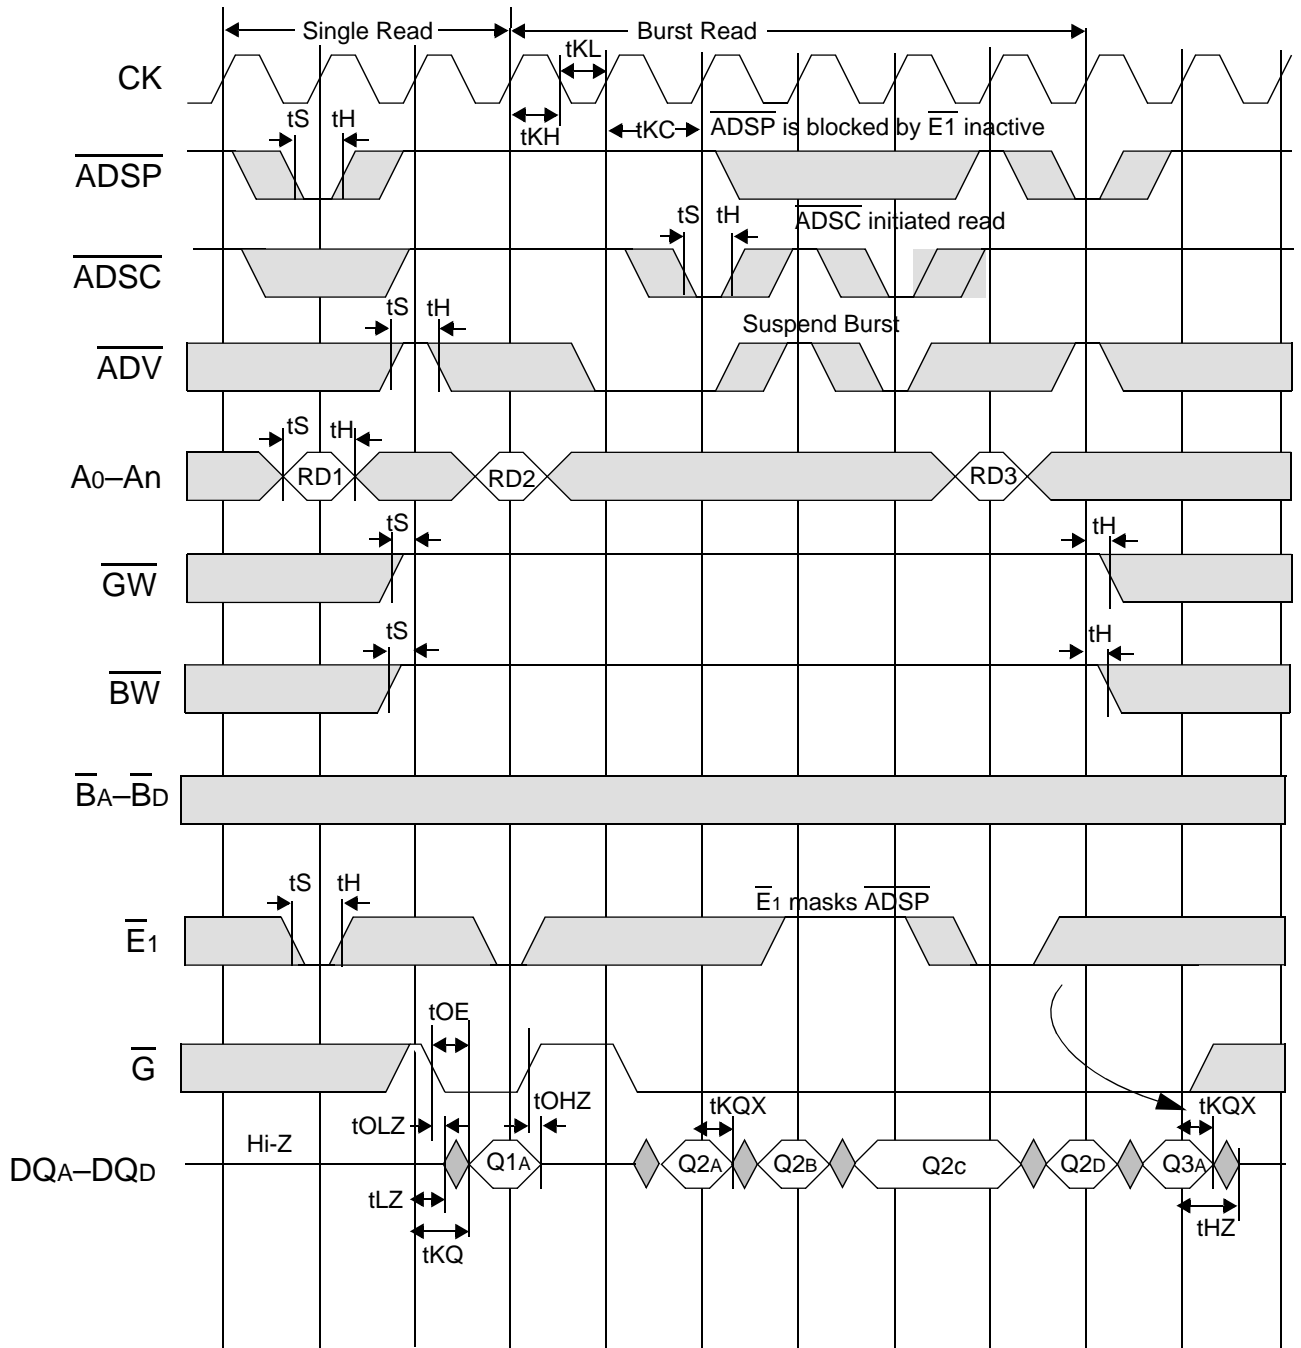 Single Read Burst Read
tKL
CK
tS tH tKH tKC ADSP is blocked by E1 inactive
ADSP
tS tH ADSC initiated read
ADSC
tS tH Suspend Burst
ADV
tS tH
A0–An RD1 RD2 RD3
tS tH
GW
tS tH
BW
BA–BD
tS tH E1 masks ADSP
E1
tOE
G
tOLZ tOHZ tKQX tKQX
Hi-Z
DQA–DQD Q1A Q2A Q2B Q2c Q2D Q3A
tLZ tHZ
tKQ